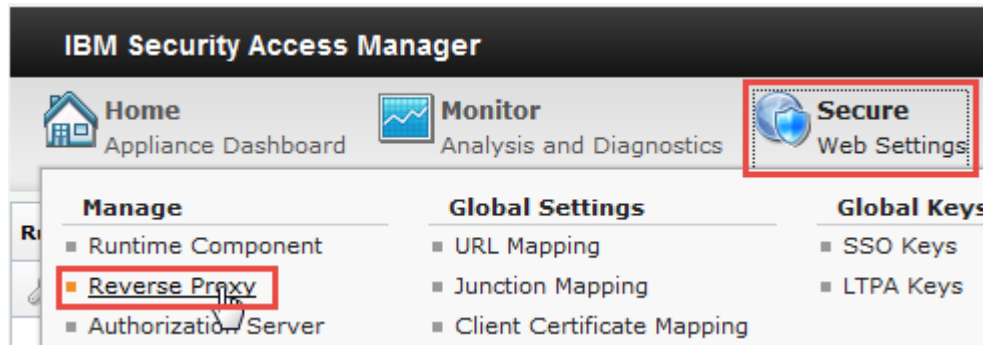 IBM Security Access Manager
Home
Appliance Dashboard
Monitor
Analysis and Diagnostics
Secure
Web Settings
Manage
Runtime Component
Reverse Proxy
Authorization Server
Global Settings
URL Mapping
Junction Mapping
Client Certificate Mapping
Global Keys
SSO Keys
LTPA Keys